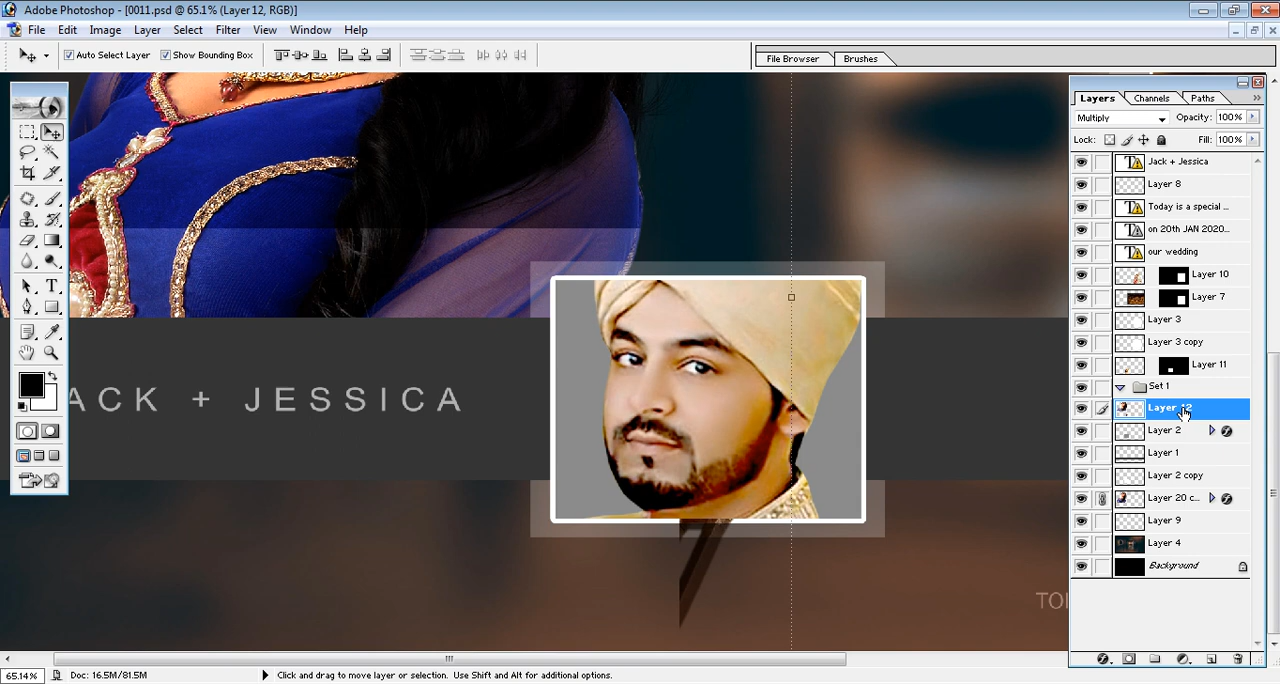 Adobe Photoshop - [0011.psd @ 65.1% (Layer 12, RGB)]
File Edit Image Layer Select Filter View Window Help
Auto Select Layer Show Bounding Box
File Browser Brushes
Layers Channels Paths
Multiply Opacity: 100%
Lock: Fill: 100%
Jack + Jessica
Layer 8
Today is a special ...
on 20th JAN 2020...
our wedding
Layer 10
Layer 7
Layer 3
Layer 3 copy
Layer 11
Set 1
Layer 12
Layer 2
Layer 1
Layer 2 copy
Layer 20 c...
Layer 9
Layer 4
Background
ACK + JESSICA
65.14% Doc: 16.5M/81.5M Click and drag to move layer or selection. Use Shift and Alt for additional options.